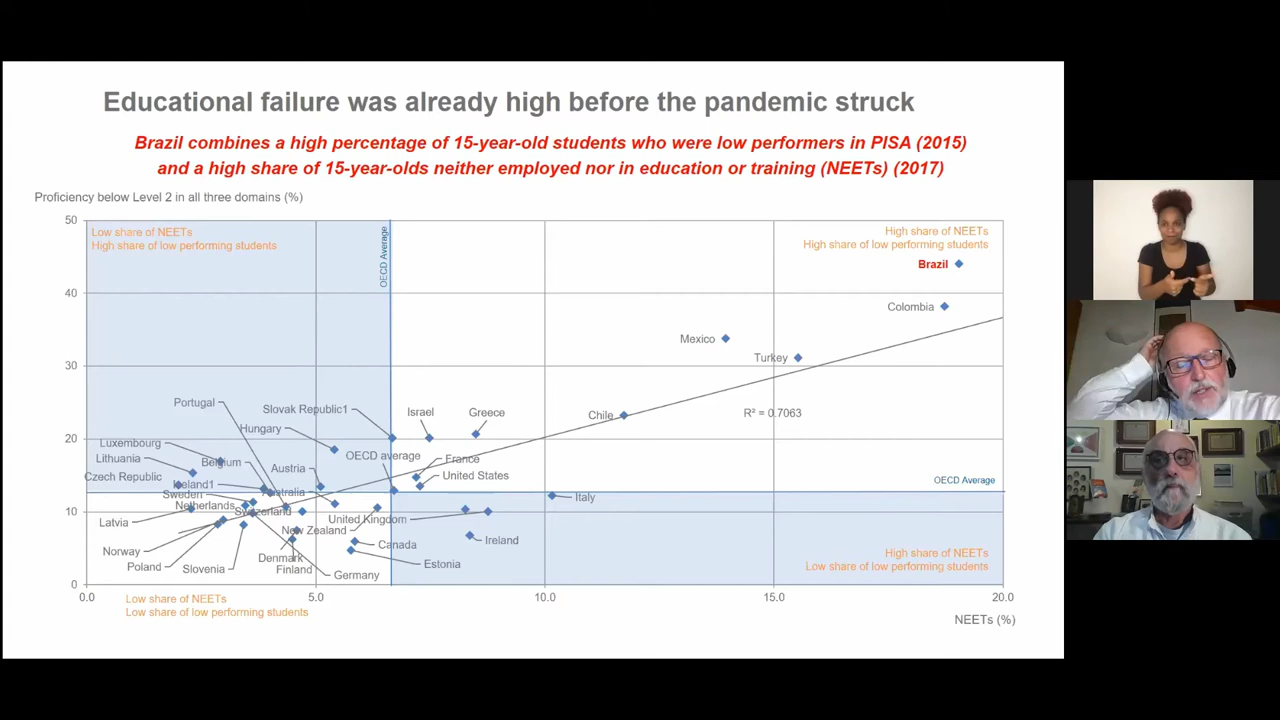 Educational failure was already high before the pandemic struck
Brazil combines a high percentage of 15-year-old students who were low performers in PISA (2015)
and a high share of 15-year-olds neither employed nor in education or training (NEETs) (2017)
Proficiency below Level 2 in all three domains (%)
50
Low share of NEETs
High share of low performing students
OECD Average
High share of NEETs
High share of low performing students
Brazil
40
Colombia
Mexico
30
Turkey
Portugal
Slovak Republic1
Israel
Greece
Chile
R² = 0.7063
Hungary
20
Luxembourg
Lithuania
Belgium
OECD average
France
Austria
Czech Republic
United States
OECD Average
Iceland1
Sweden
Australia
Italy
Netherlands
Switzerland
10
Latvia
United Kingdom
New Zealand
Ireland
Canada
Norway
Denmark
High share of NEETs
Low share of low performing students
Poland
Slovenia
Finland
Estonia
Germany
0
0.0
5.0
10.0
15.0
20.0
Low share of NEETs
Low share of low performing students
NEETs (%)